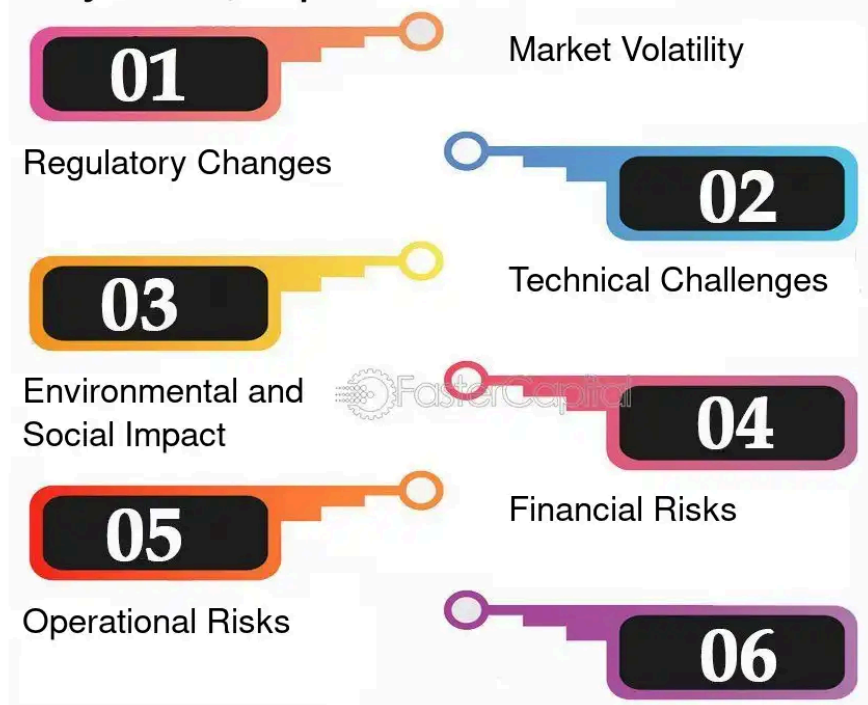 01
Market Volatility
Regulatory Changes
02
03
Technical Challenges
Environmental and
Social Impact
FasterCapital
04
05
Financial Risks
Operational Risks
06